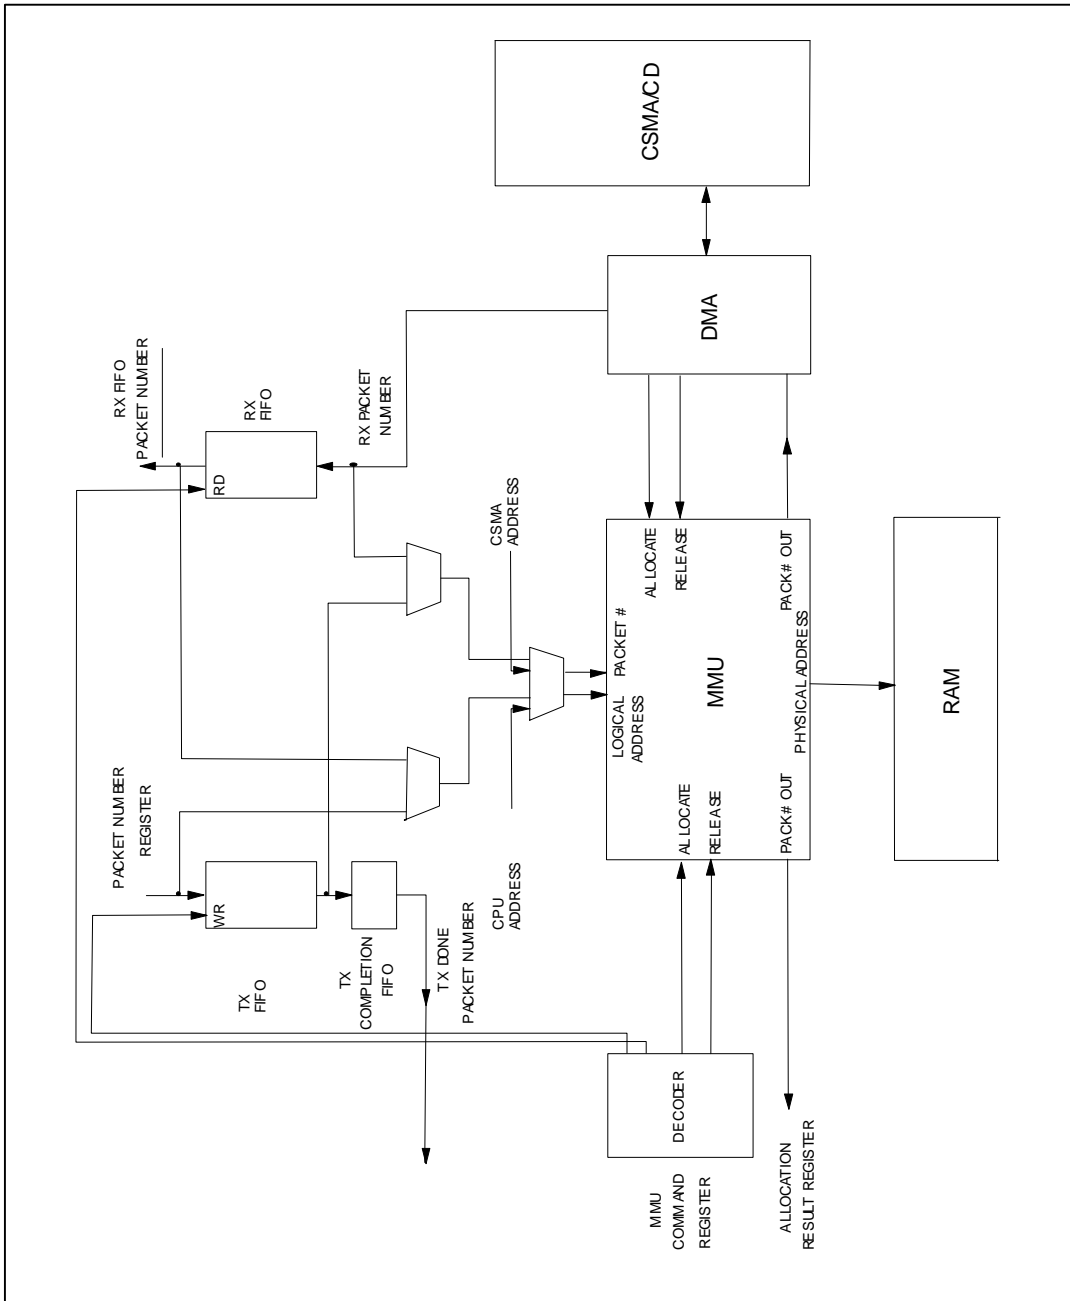 CSMA/CD
DMA
RX FIFO
PACKET NUMBER
RX
FIFO
RD
RX PACKET
NUMBER
CSMA
ADDRESS
ALLOCATE
RELEASE
PACK# OUT
PACKET #
LOGICAL
ADDRESS
MMU
PHYSICAL ADDRESS
RAM
ALLOCATE
RELEASE
PACK# OUT
PACKET NUMBER
REGISTER
WR
TX
FIFO
TX
COMPLETION
FIFO
TX DONE
PACKET NUMBER
CPU
ADDRESS
DECODER
MMU
COMMAND
REGISTER
ALLOCATION
RESULT REGISTER